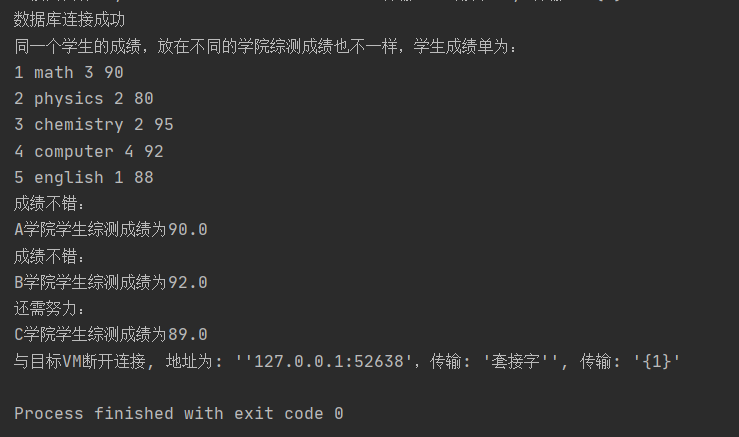 数据库连接成功
同一个学生的成绩，放在不同的学院综测成绩也不一样，学生成绩单为：
1 math 3 90
2 physics 2 80
3 chemistry 2 95
4 computer 4 92
5 english 1 88
成绩不错：
A学院学生综测成绩为90.0
成绩不错：
B学院学生综测成绩为92.0
还需努力：
C学院学生综测成绩为89.0
与目标VM断开连接, 地址为: ''127.0.0.1:52638'，传输: '套接字'', 传输: '{1}'
Process finished with exit code 0